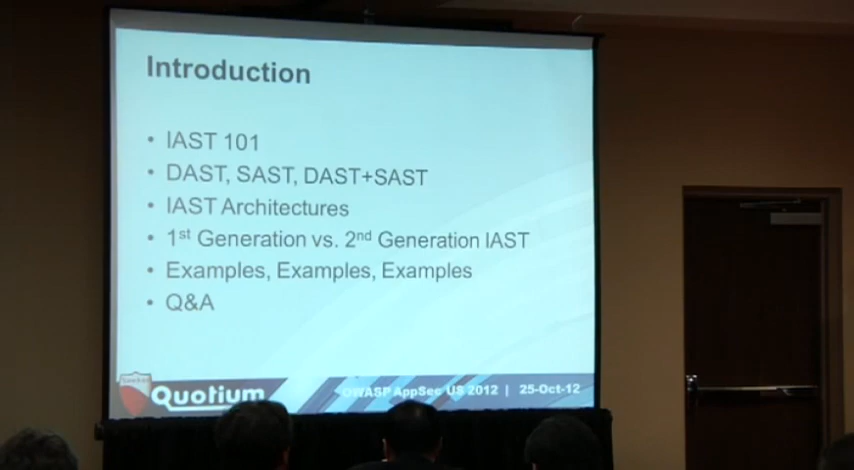 Introduction
• IAST 101
• DAST, SAST, DAST+SAST
• IAST Architectures
• 1st Generation vs. 2nd Generation IAST
• Examples, Examples, Examples
• Q&A
Quotium
OWASP AppSec US 2012 | 25-Oct-12